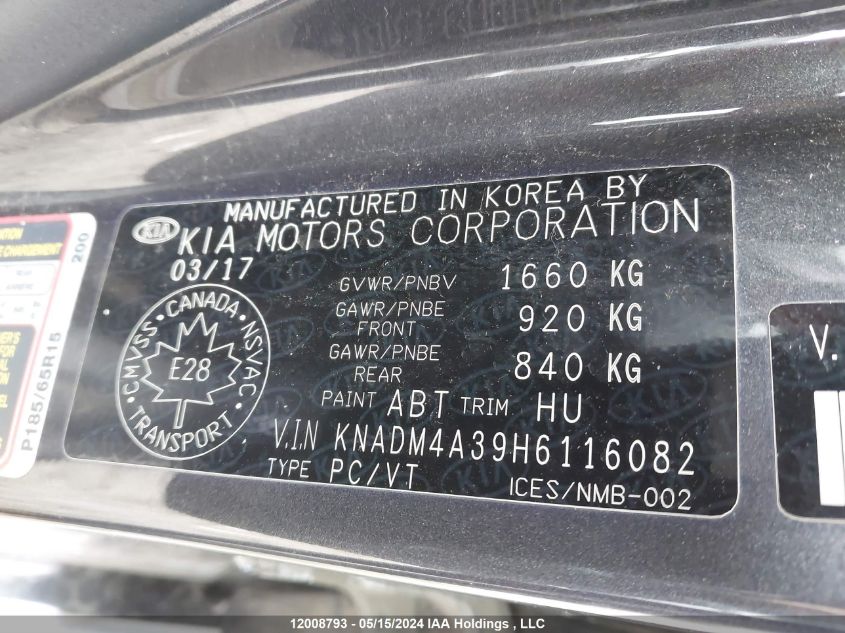 MANUFACTURED IN KOREA BY
KIA KIA MOTORS CORPORATION
03/17
GVWR/PNBV 1660 KG
GAWR/PNBE FRONT 920 KG
GAWR/PNBE REAR 840 KG
PAINT ABT TRIM HU
V.I.N KNADM4A39H6116082
TYPE PC/VT
ICES/NMB-002
CANADA
CMVSS NSVAC
E28
TRANSPORT
200
P185/65R15
V.
12008793 - 05/15/2024 IAA Holdings , LLC